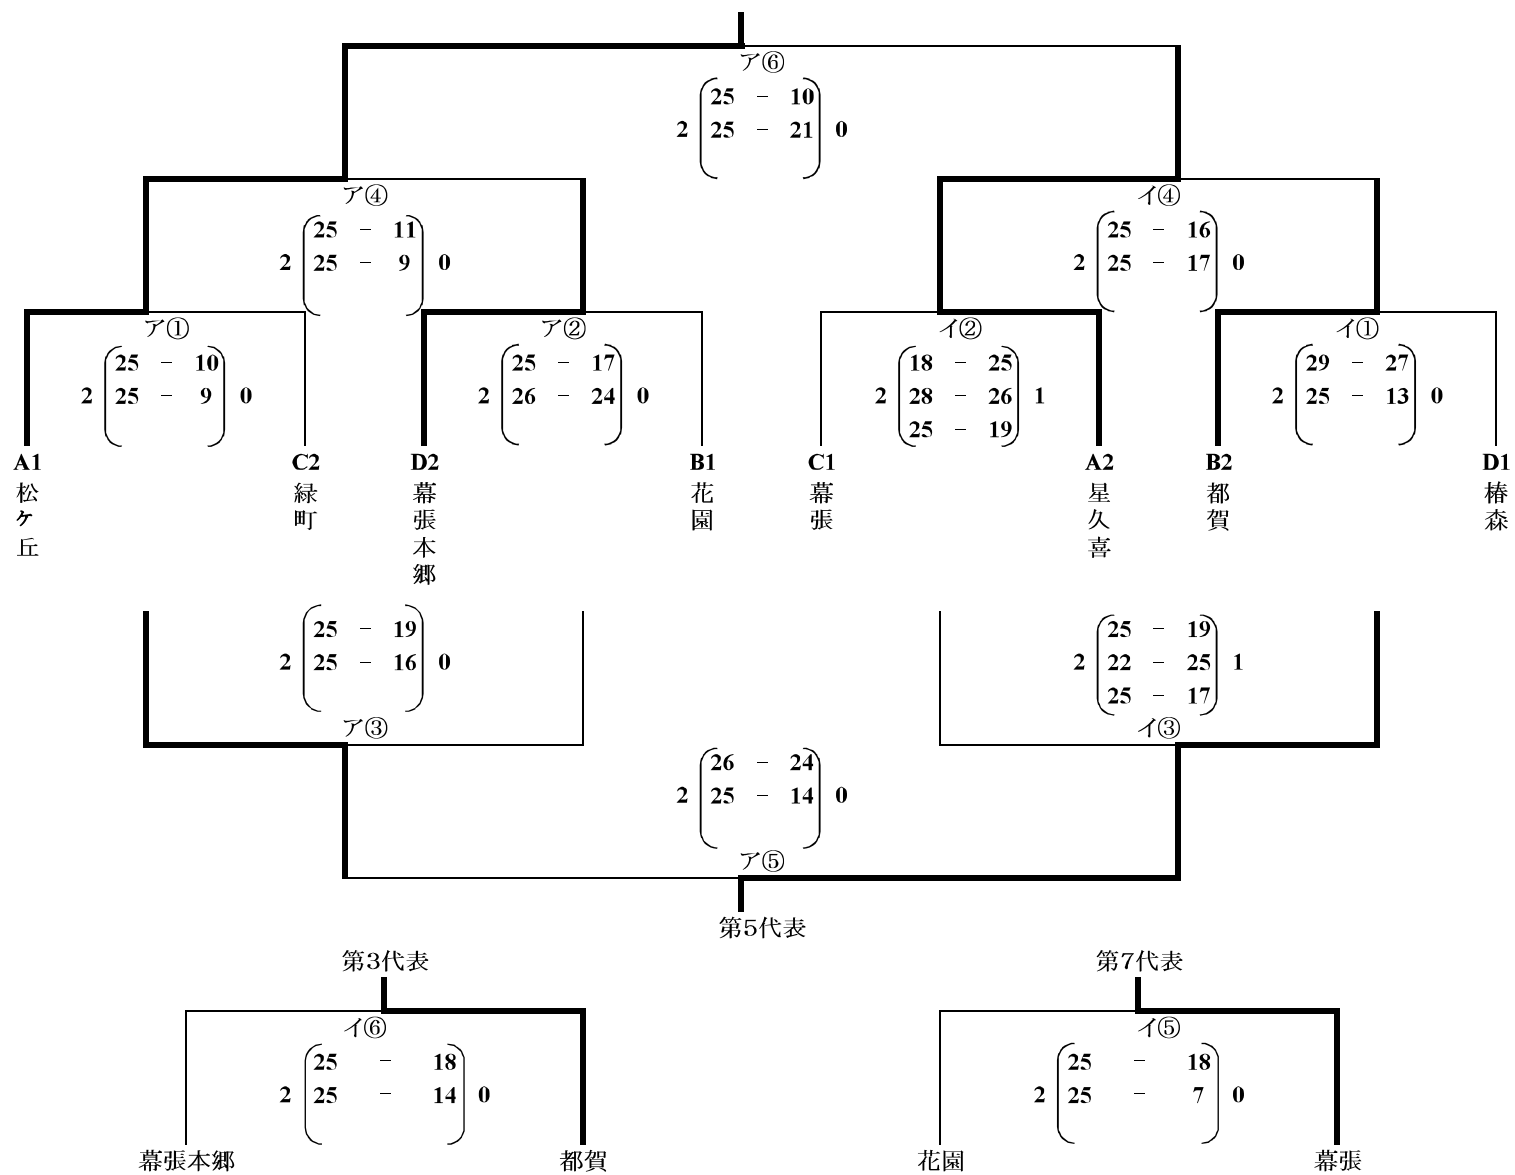 ア⑥
25 － 10
2 25 － 21 0
ア④ イ④
25 － 11 25 － 16
2 25 － 9 0 2 25 － 17 0
ア① ア② イ② イ①
25 － 10 25 － 17 18 － 25 29 － 27
2 25 － 9 0 2 26 － 24 0 2 28 － 26 1 2 25 － 13 0
25 － 19
A1 C2 D2 B1 C1 A2 B2 D1
松ケ丘 緑町 幕張本郷 花園 幕張 星久喜 都賀 椿森
25 － 19 25 － 19
2 25 － 16 0 2 22 － 25 1
25 － 17
ア③ イ③
26 － 24
2 25 － 14 0
ア⑤
第5代表
第3代表 第7代表
イ⑥ イ⑤
25 － 18 25 － 18
2 25 － 14 0 2 25 － 7 0
幕張本郷 都賀 花園 幕張